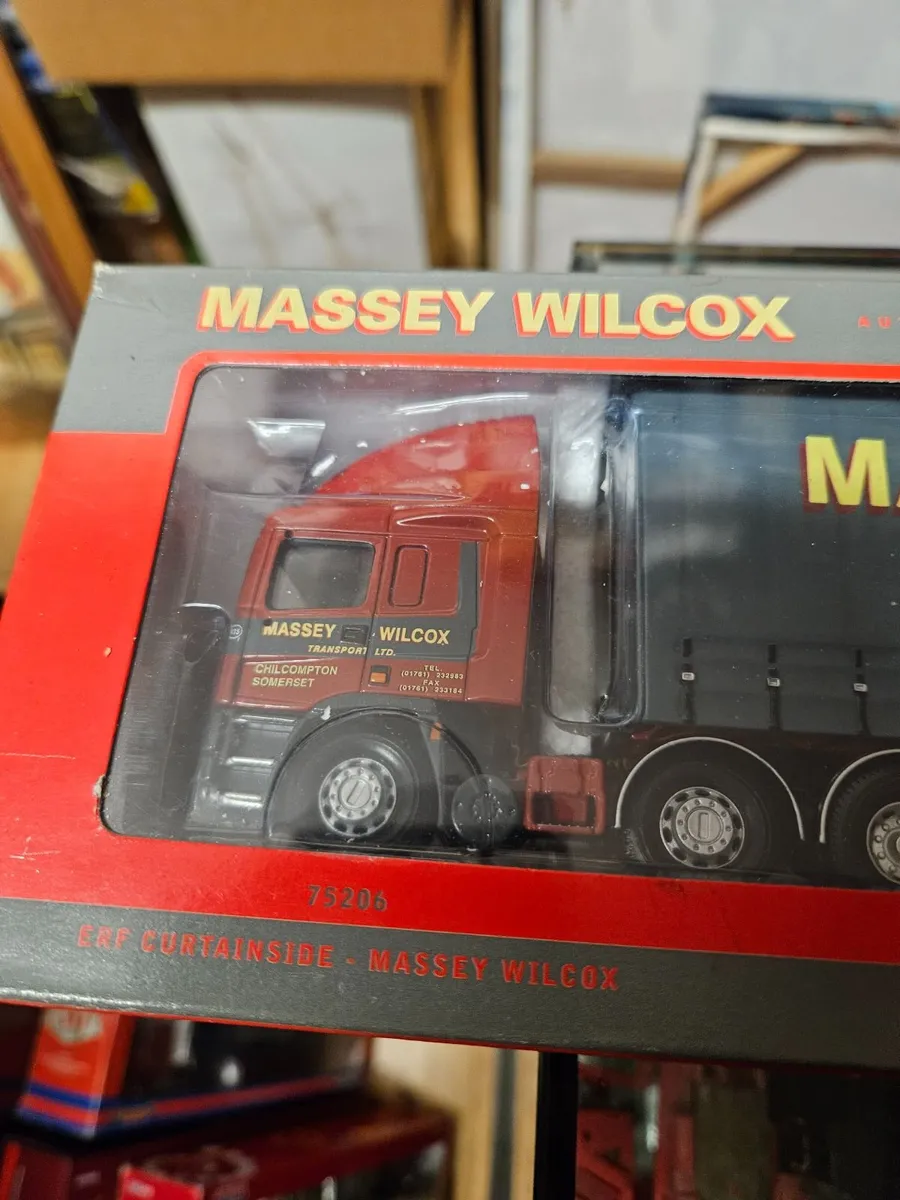 MASSEY WILCOX
AU
MA
MASSEY WILCOX
TRANSPORT LTD.
CHILCOMPTON
SOMERSET
TEL.
(01761) 232983
FAX
(01761) 233184
75206
ERF CURTAINSIDE - MASSEY WILCOX